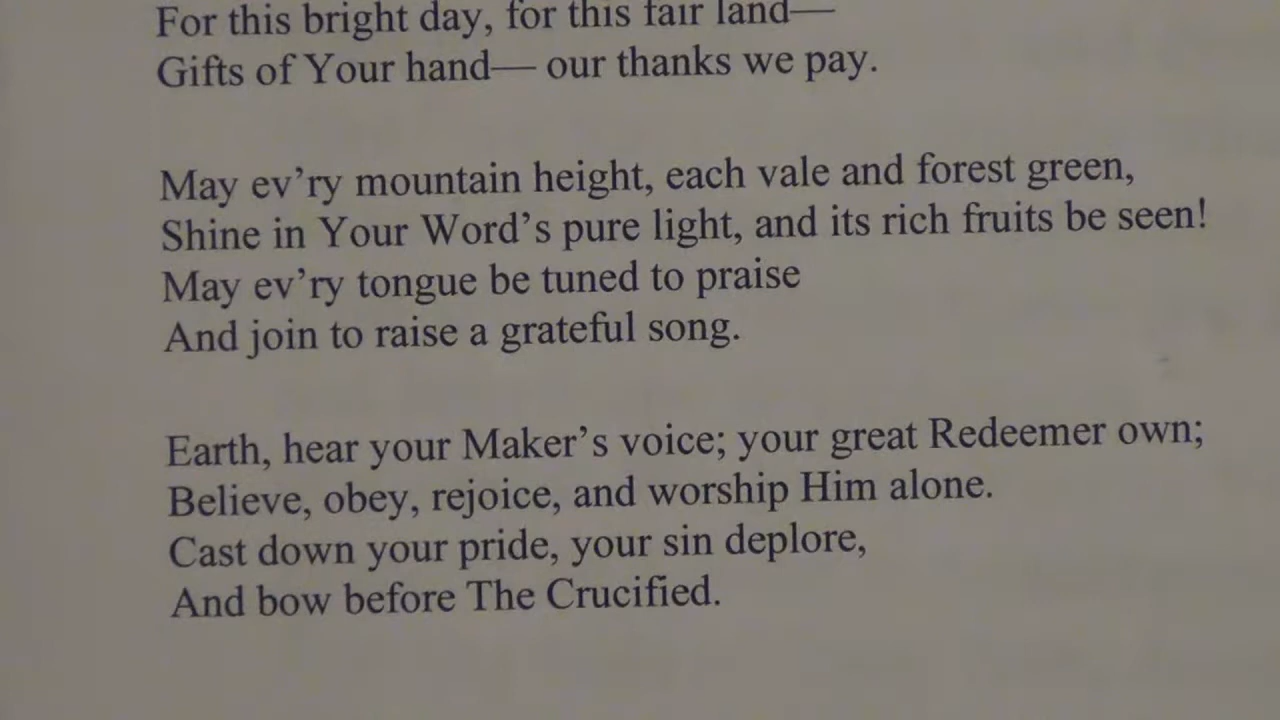 For this bright day, for this fair land—
Gifts of Your hand— our thanks we pay.
May ev’ry mountain height, each vale and forest green,
Shine in Your Word’s pure light, and its rich fruits be seen!
May ev’ry tongue be tuned to praise
And join to raise a grateful song.
Earth, hear your Maker’s voice; your great Redeemer own;
Believe, obey, rejoice, and worship Him alone.
Cast down your pride, your sin deplore,
And bow before The Crucified.